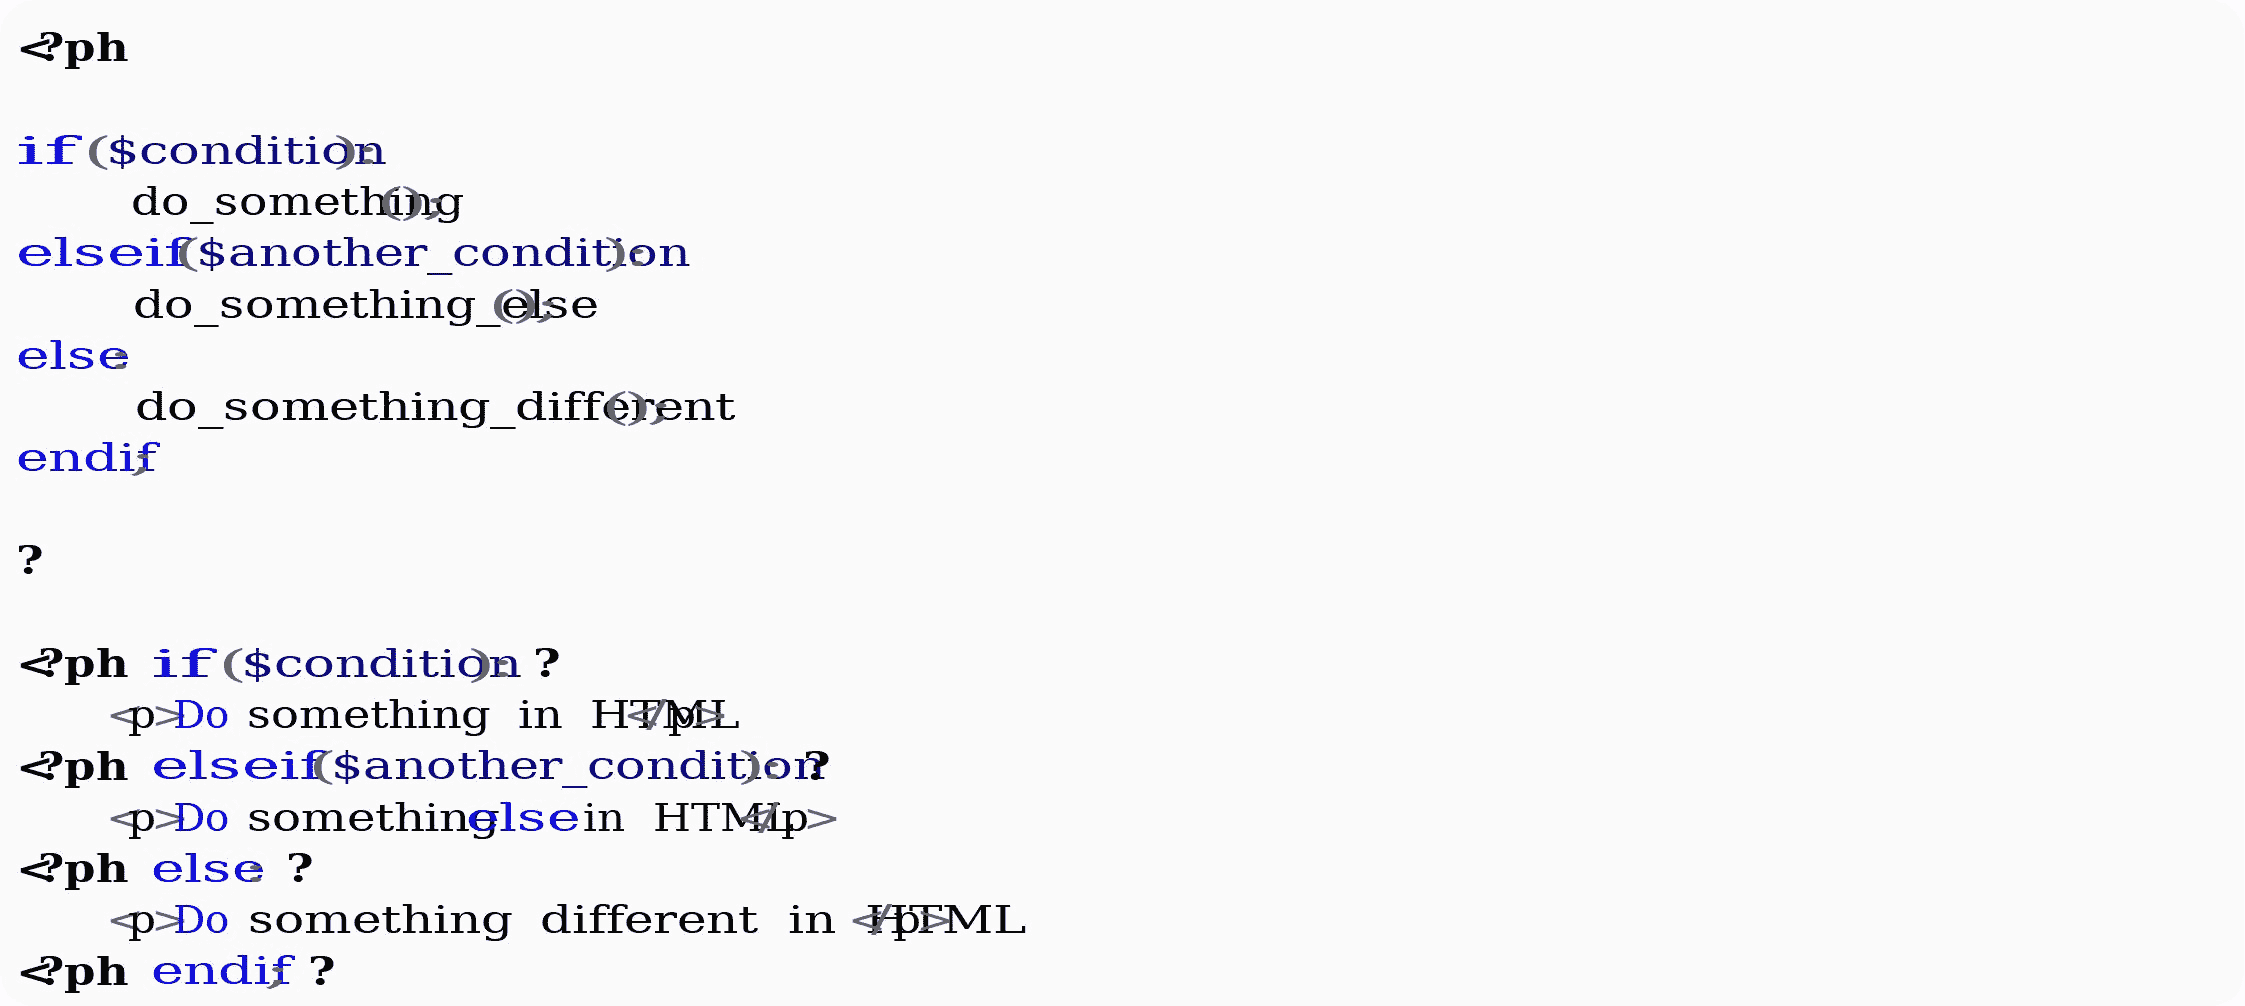 <?ph
if($condition):
do_something();
elseif($another_condition):
do_something_else();
else:
do_something_different();
endif;
?
<?ph if($condition): ?
<p>Do something in HTML</p>
<?ph elseif($another_condition): ?
<p>Do something else in HTML</p>
<?ph else: ?
<p>Do something different in HTML</p>
<?ph endif; ?